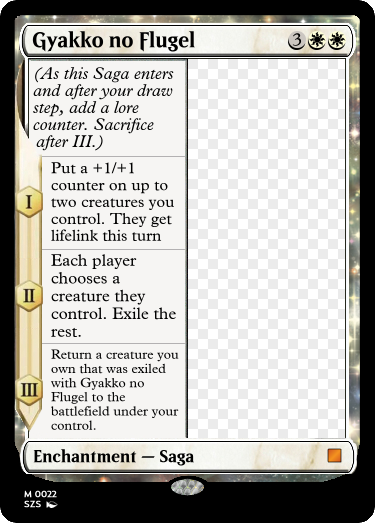 Gyakko no Flugel 3
(As this Saga enters
and after your draw
step, add a lore
counter. Sacrifice
after III.)
I
Put a +1/+1
counter on up to
two creatures you
control. They get
lifelink this turn
II
Each player
chooses a
creature they
control. Exile the
rest.
III
Return a creature you
own that was exiled
with Gyakko no
Flugel to the
battlefield under your
control.
Enchantment — Saga
M 0022
SZS